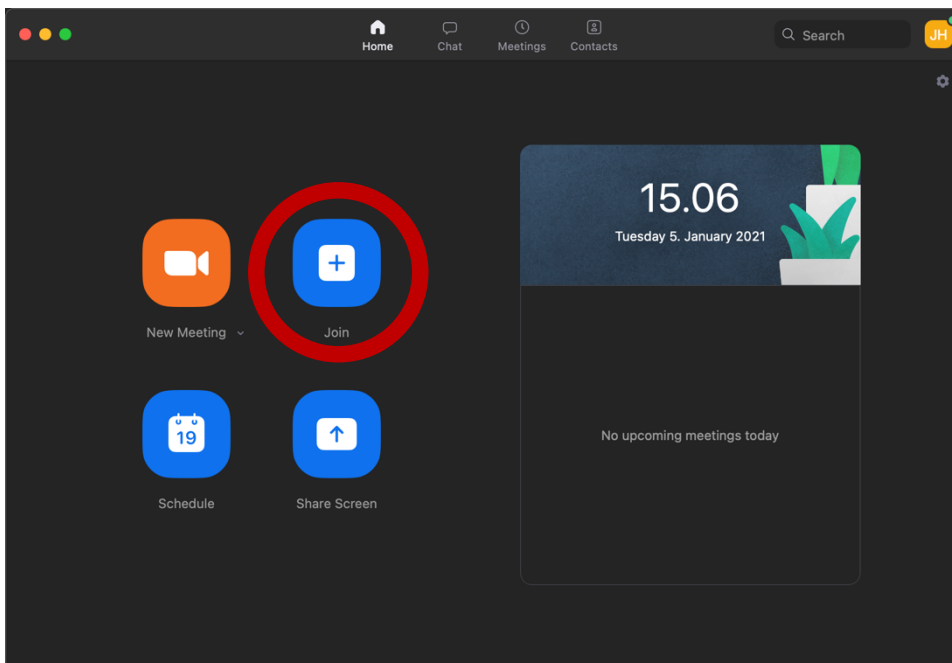 Home
Chat
Meetings
Contacts
Search
JH
15.06
Tuesday 5. January 2021
New Meeting
Join
19
Schedule
Share Screen
No upcoming meetings today